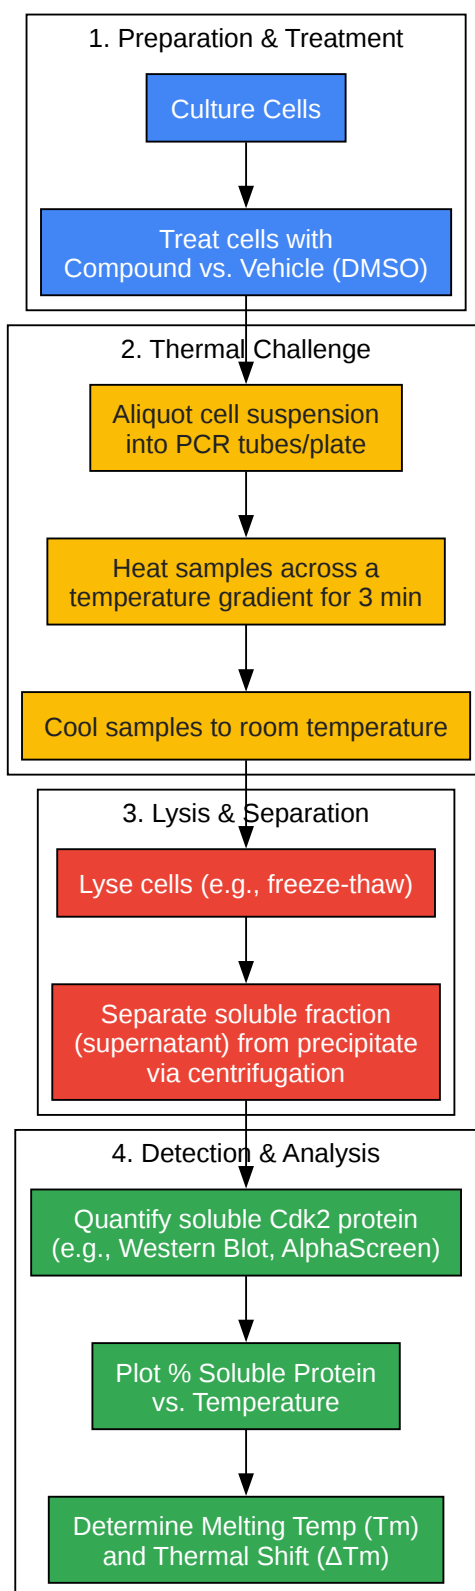 1. Preparation & Treatment
Culture Cells
Treat cells with
Compound vs. Vehicle (DMSO)
2. Thermal Challenge
Aliquot cell suspension
into PCR tubes/plate
Heat samples across a
temperature gradient for 3 min
Cool samples to room temperature
3. Lysis & Separation
Lyse cells (e.g., freeze-thaw)
Separate soluble fraction
(supernatant) from precipitate
via centrifugation
4. Detection & Analysis
Quantify soluble Cdk2 protein
(e.g., Western Blot, AlphaScreen)
Plot % Soluble Protein
vs. Temperature
Determine Melting Temp (Tm)
and Thermal Shift (ΔTm)